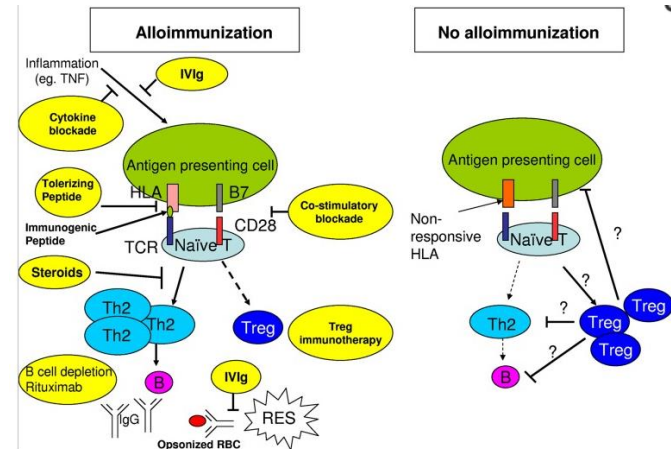 Alloimmunization
No alloimmunization
Inflammation
(eg. TNF)
IVIg
Cytokine
blockade
Antigen presenting cell
HLA
B7
Tolerizing
Peptide
Immunogenic
Peptide
TCR
CD28
Co-stimulatory
blockade
Naïve T
Steroids
Th2
Th2
Th2
Treg
Treg
immunotherapy
B cell depletion
Rituximab
B
IgG
IVIg
RES
Opsonized RBC
Antigen presenting cell
Non-
responsive
HLA
Naïve T
?
?
Th2
?
Treg
Treg
Treg
?
B